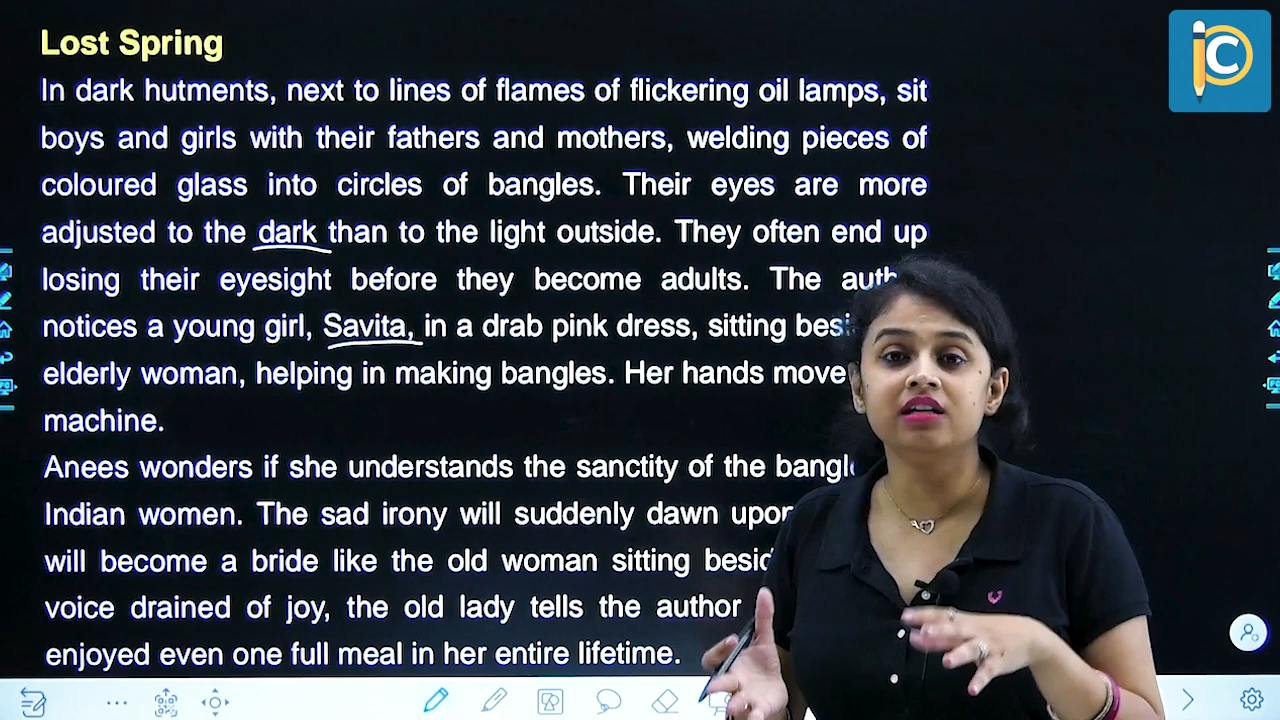 Lost Spring
In dark hutments, next to lines of flames of flickering oil lamps, sit
boys and girls with their fathers and mothers, welding pieces of
coloured glass into circles of bangles. Their eyes are more
adjusted to the dark than to the light outside. They often end up
losing their eyesight before they become adults. The
notices a young girl, Savita, in a drab pink dress, sitting
elderly woman, helping in making bangles. Her hands move
machine.
Anees wonders if she understands the sanctity of the
Indian women. The sad irony will suddenly dawn
will become a bride like the old woman sitting
voice drained of joy, the old lady tells the author
enjoyed even one full meal in her entire lifetime.